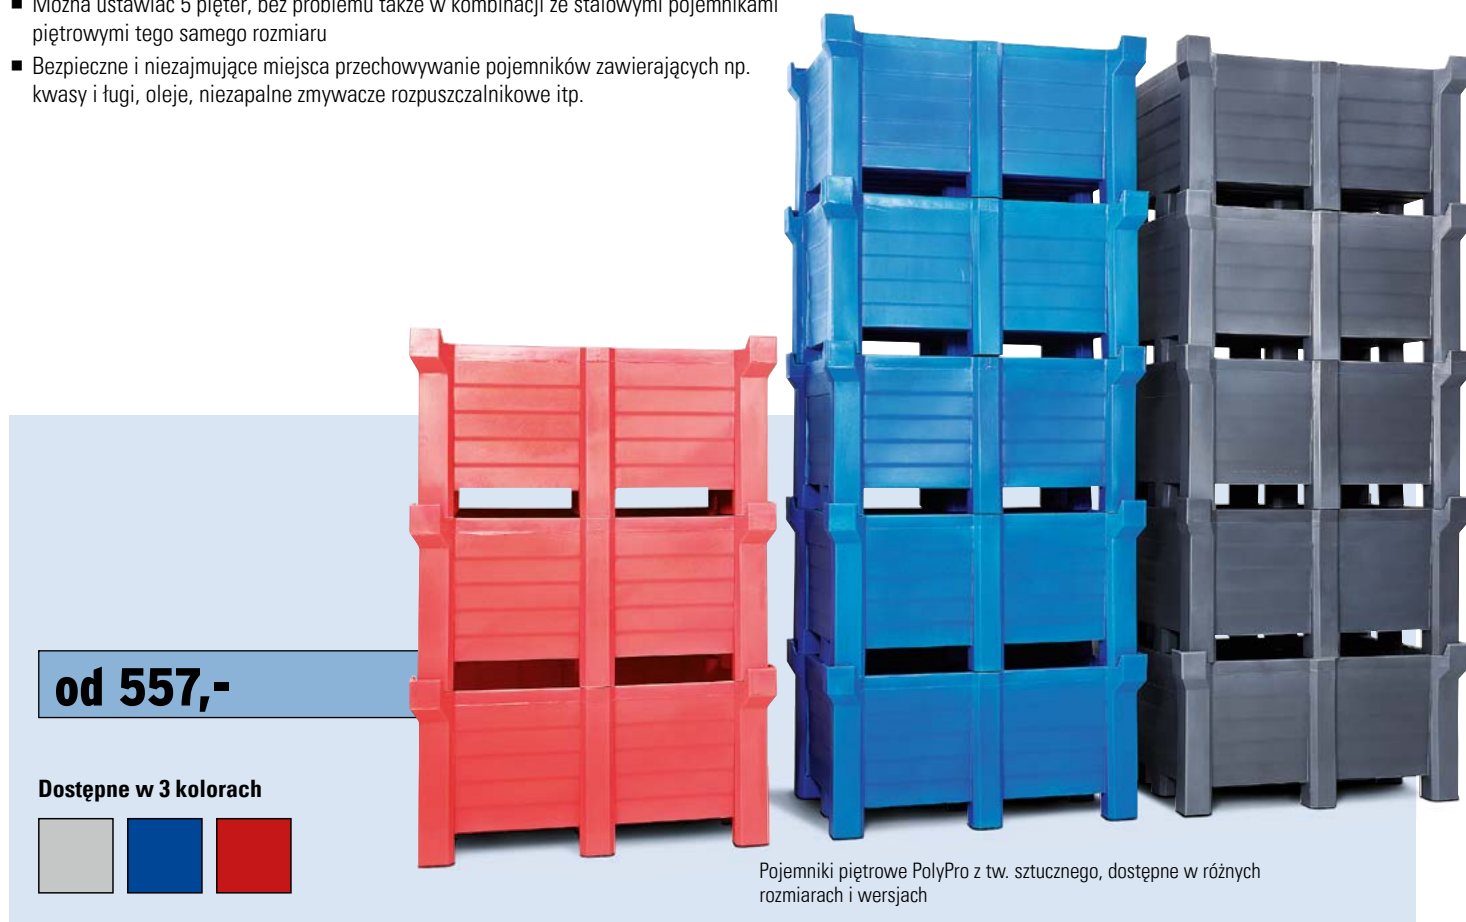 Można ustawiać 5 pięter, bez problemu także w kombinacji ze stalowymi pojemnikami
piętrowymi tego samego rozmiaru
Bezpieczne i niezajmujące miejsca przechowywanie pojemników zawierających np.
kwasy i ługi, oleje, niezapalne zmywacze rozpuszczalnikowe itp.
od 557,-
Dostępne w 3 kolorach
Pojemniki piętrowe PolyPro z tw. sztucznego, dostępne w różnych
rozmiarach i wersjach